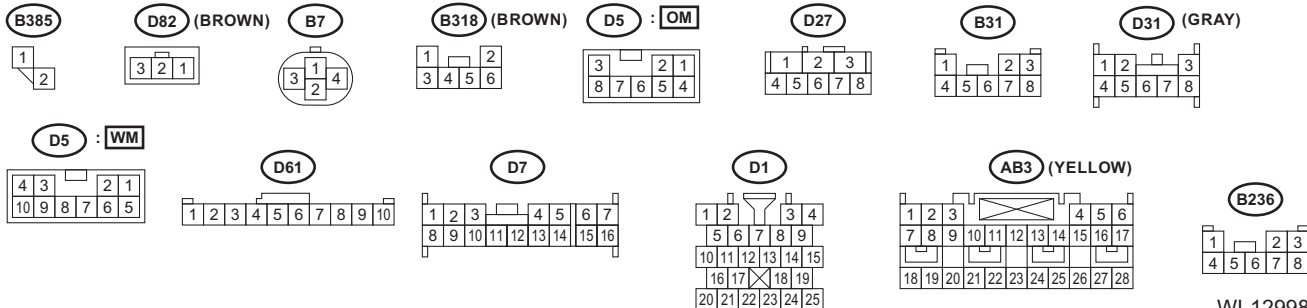 B385
1
2
D82 (BROWN)
3 2 1
B7
1
3 4
2
B318 (BROWN)
1 2
3 4 5 6
D5 : OM
3 2 1
8 7 6 5 4
D27
1 2 3
4 5 6 7 8
B31
1 2 3
4 5 6 7 8
D31 (GRAY)
1 2 3
4 5 6 7 8
D5 : WM
4 3 2 1
10 9 8 7 6 5
D61
1 2 3 4 5 6 7 8 9 10
D7
1 2 3 4 5 6 7
8 9 10 11 12 13 14 15 16
D1
1 2 3 4
5 6 7 8 9
10 11 12 13 14 15
16 17 18 19
20 21 22 23 24 25
AB3 (YELLOW)
1 2 3 4 5 6
7 8 9 10 11 12 13 14 15 16 17
18 19 20 21 22 23 24 25 26 27 28
B236
1 2 3
4 5 6 7 8